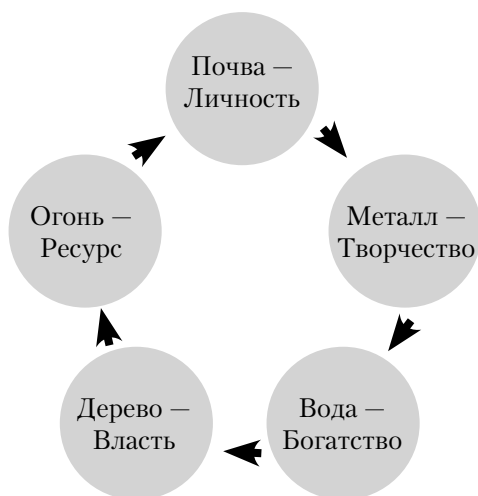 Почва –
Личность
Металл –
Творчество
Вода –
Богатство
Дерево –
Власть
Огонь –
Ресурс